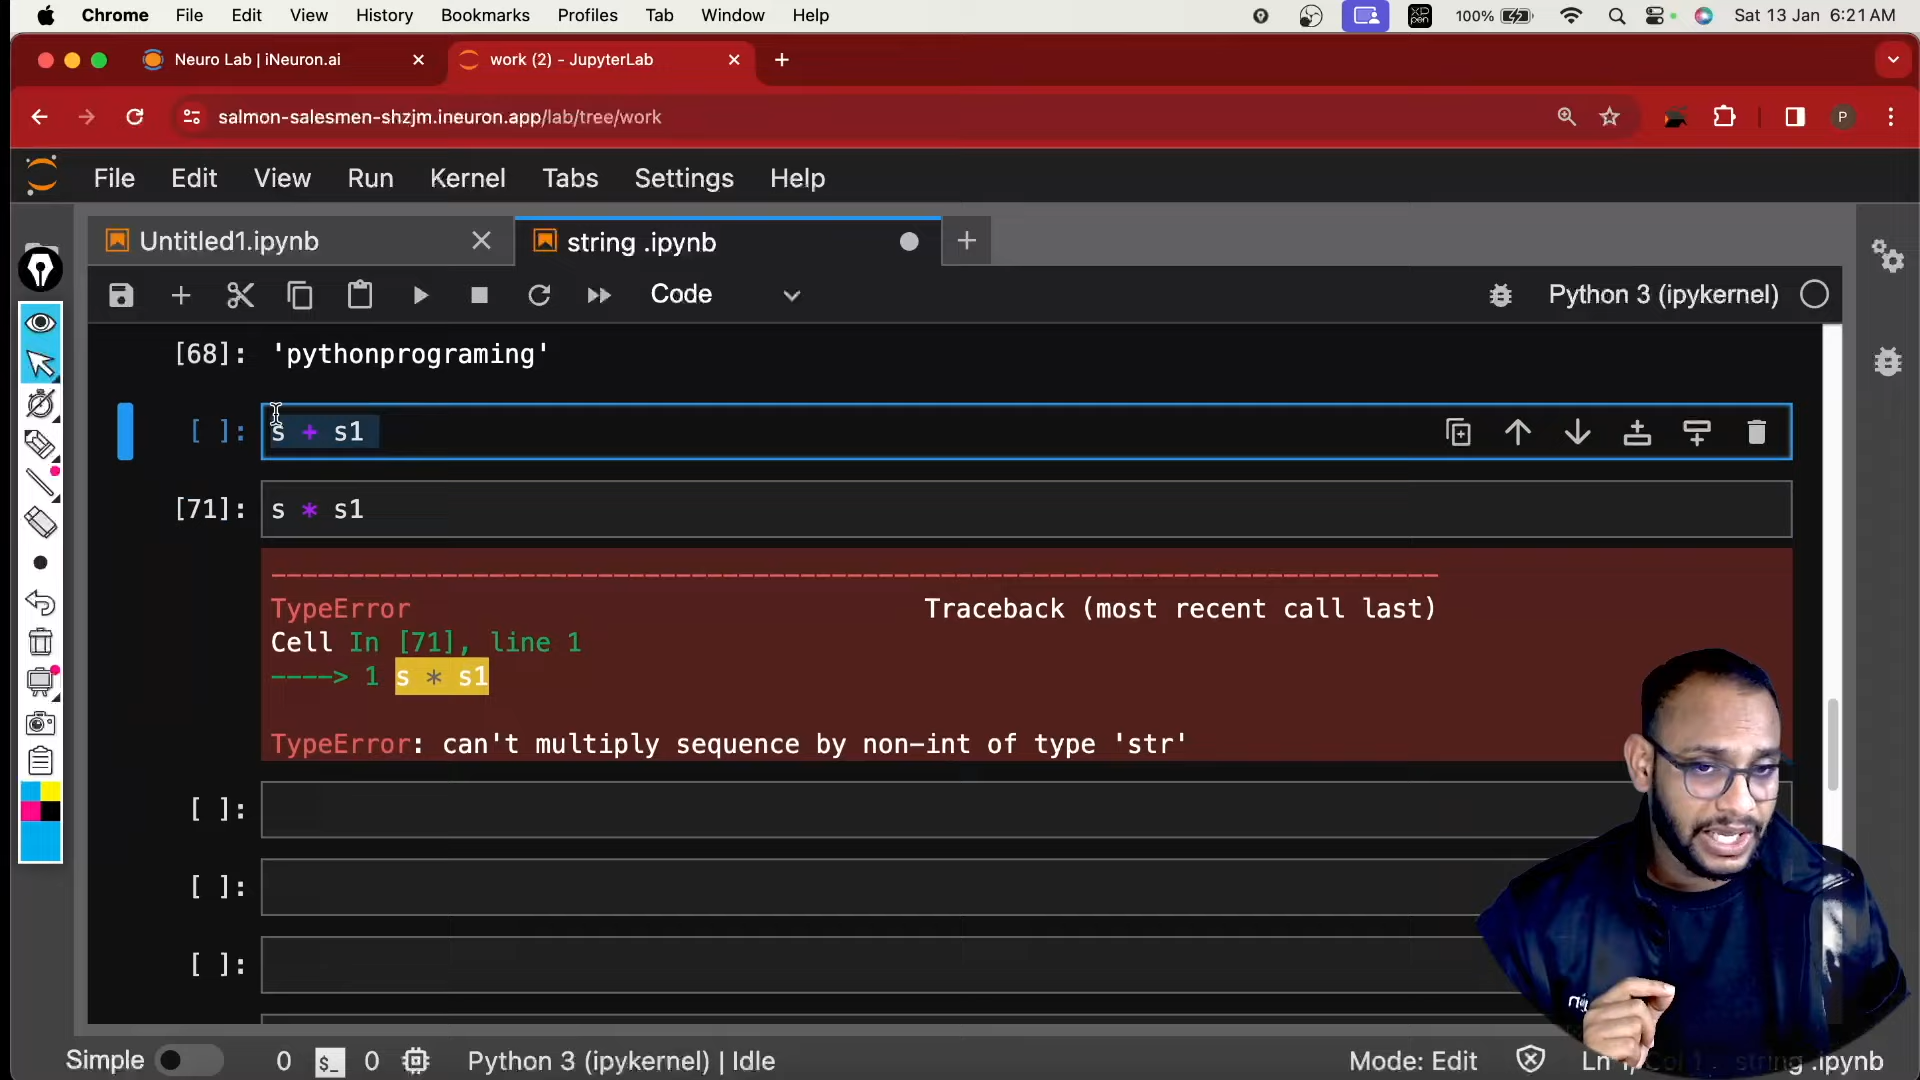 Chrome File Edit View History Bookmarks Profiles Tab Window Help 100% Sat 13 Jan 6:21 AM
Neuro Lab | iNeuron.ai work (2) - JupyterLab
salmon-salesmen-shzjm.ineuron.app/lab/tree/work P
File Edit View Run Kernel Tabs Settings Help
Untitled1.ipynb string .ipynb
Code Python 3 (ipykernel)
[68]: 'pythonprograming'
[ ]: s + s1
[71]: s * s1
---------------------------------------------------------------------------
TypeError Traceback (most recent call last)
Cell In [71], line 1
----> 1 s * s1
TypeError: can't multiply sequence by non-int of type 'str'
[ ]:
[ ]:
[ ]:
Simple 0 $_ 0 Python 3 (ipykernel) | Idle Mode: Edit string .ipynb